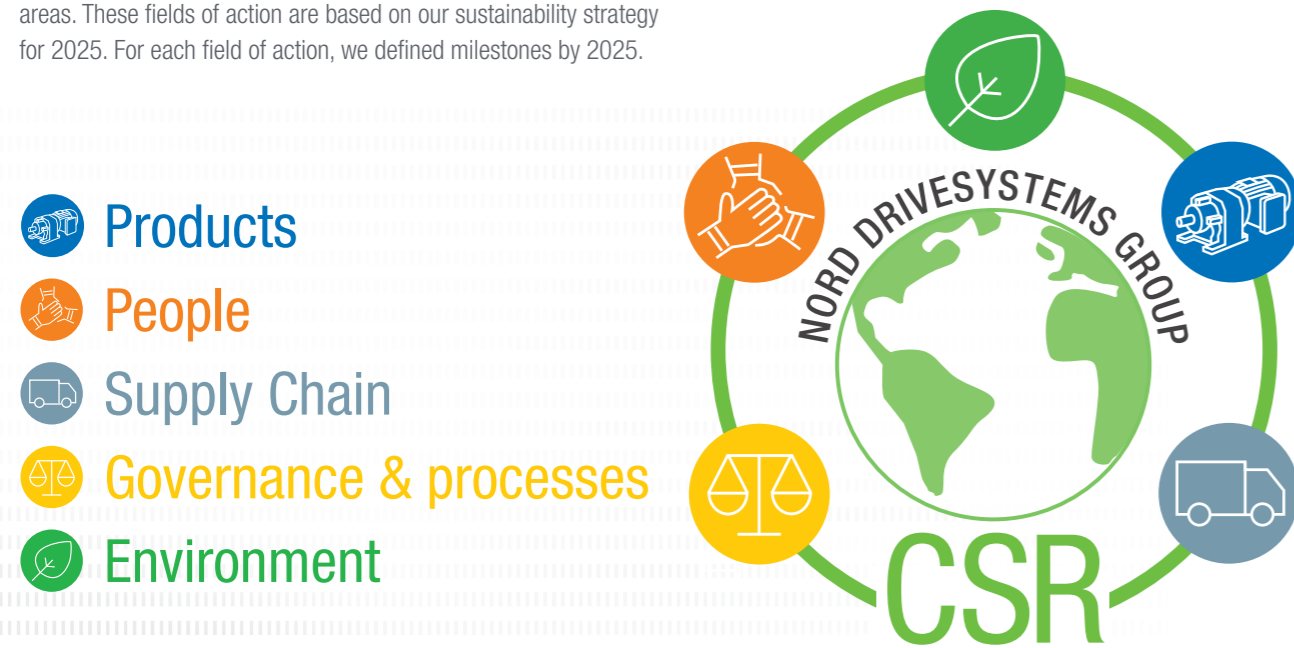 areas. These fields of action are based on our sustainability strategy
for 2025. For each field of action, we defined milestones by 2025.
Products
People
Supply Chain
Governance & processes
Environment
NORD DRIVESYSTEMS GROUP
CSR